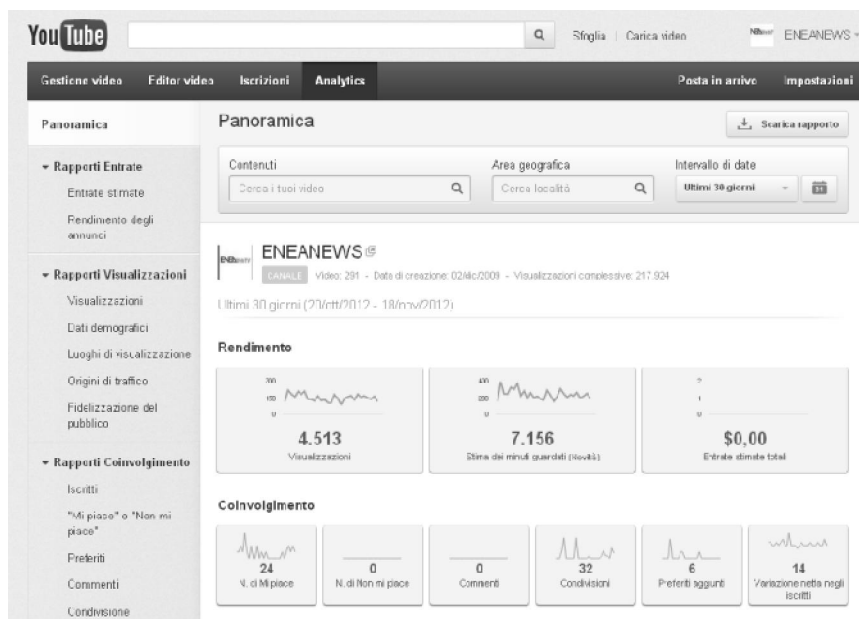 YouTube
Sfoglia | Carica video
ENEANEWS
Gestione video Editor video Iscrizioni Analytics Posta in arrivo Impostazioni
Panoramica
Panoramica
Scarica rapporto
Rapporti Entrate
Entrate stimate
Rendimento degli
annunci
Rapporti Visualizzazioni
Visualizzazioni
Dati demografici
Luoghi di visualizzazione
Origini di traffico
Fidelizzazione del
pubblico
Rapporti Coinvolgimento
Iscritti
"Mi piace" o "Non mi
piace"
Preferiti
Commenti
Condivisione
Contenuti Area geografica Intervallo di date
Cerca i tuoi video Cerca località Ultimi 30 giorni
ENEANEWS
CANALE Video: 291 - Data di creazione: 02/dic/2009 - Visualizzazioni complessive: 217.924
Ultimi 30 giorni (20/ott/2012 - 18/nov/2012)
Rendimento
4.513 7.156 $0,00
Visualizzazioni Stima dei minuti guardati (Novità) Entrate stimate totali
Coinvolgimento
24 0 0 32 6 14
N. di Mi piace N. di Non mi piace Commenti Condivisioni Preferiti aggiunti Variazione netta negli
iscritti